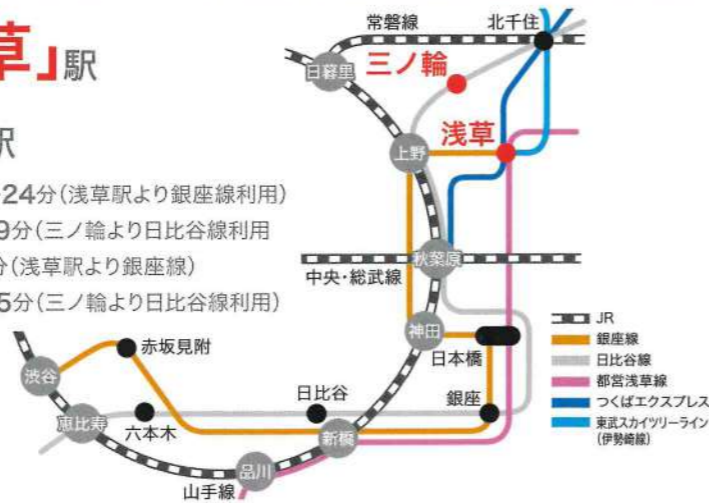 草」駅
駅
24分(浅草駅より銀座線利用)
9分(三ノ輪より日比谷線利用
分(浅草駅より銀座線)
5分(三ノ輪より日比谷線利用)
常磐線
北千住
日暮里
三ノ輪
上野
浅草
秋葉原
中央・総武線
神田
日本橋
赤坂見附
渋谷
日比谷
銀座
恵比寿
六本木
新橋
品川
山手線
JR
銀座線
日比谷線
都営浅草線
つくばエクスプレス
東武スカイツリーライン
(伊勢崎線)